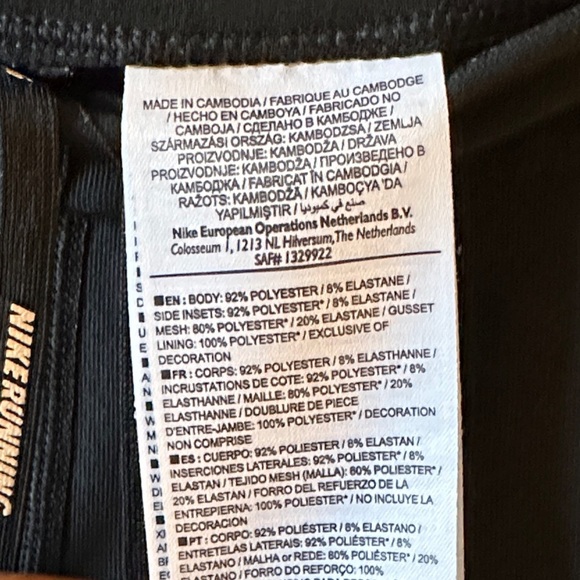 MADE IN CAMBODIA / FABRIQUE AU CAMBODGE
/ HECHO EN CAMBOYA / FABRICADO NO
CAMBOJA / СДЕЛАНО В КАМБОДЖЕ /
SZÁRMAZÁSI ORSZÁG: KAMBODZSA / ZEMLJA
PROIZVODNJE: KAMBODŽA / DRŽAVA
PROIZVODNJE: KAMBODŽA / ПРОИЗВЕДЕНО В
КАМБОДЖА / FABRICAT ÎN CAMBODGIA /
RAŽOTS: KAMBODŽĀ / KAMBOÇYA 'DA
YAPILMIŞTIR / صنع في كمبوديا
Nike European Operations Netherlands B.V.
Colosseum 1, 1213 NL Hilversum, The Netherlands
SAF# 1329922
EN : BODY: 92% POLYESTER / 8% ELASTANE /
SIDE INSETS: 92% POLYESTER* / 8% ELASTANE /
MESH: 80% POLYESTER* / 20% ELASTANE / GUSSET
LINING: 100% POLYESTER* / EXCLUSIVE OF
DECORATION
FR : CORPS: 92% POLYESTER / 8% ELASTHANNE /
INCRUSTATIONS DE COTE: 92% POLYESTER* / 8%
ELASTHANNE / MAILLE: 80% POLYESTER* / 20%
ELASTHANNE / DOUBLURE DE PIECE
D'ENTRE-JAMBE: 100% POLYESTER* / DECORATION
NON COMPRISE
ES : CUERPO: 92% POLIESTER / 8% ELASTAN /
INSERCIONES LATERALES: 92% POLIESTER* / 8%
ELASTAN / TEJIDO MESH (MALLA): 80% POLIESTER* /
20% ELASTAN / FORRO DEL REFUERZO DE LA
ENTREPIERNA: 100% POLIESTER* / NO INCLUYE LA
DECORACION
PT : CORPO: 92% POLIÉSTER / 8% ELASTANO /
ENTRETELAS LATERAIS: 92% POLIÉSTER* / 8%
ELASTANO / MALHA or REDE: 80% POLIÉSTER* / 20%
ELASTANO / FORRO DO REFORÇO: 100%
NIKE RUNNING